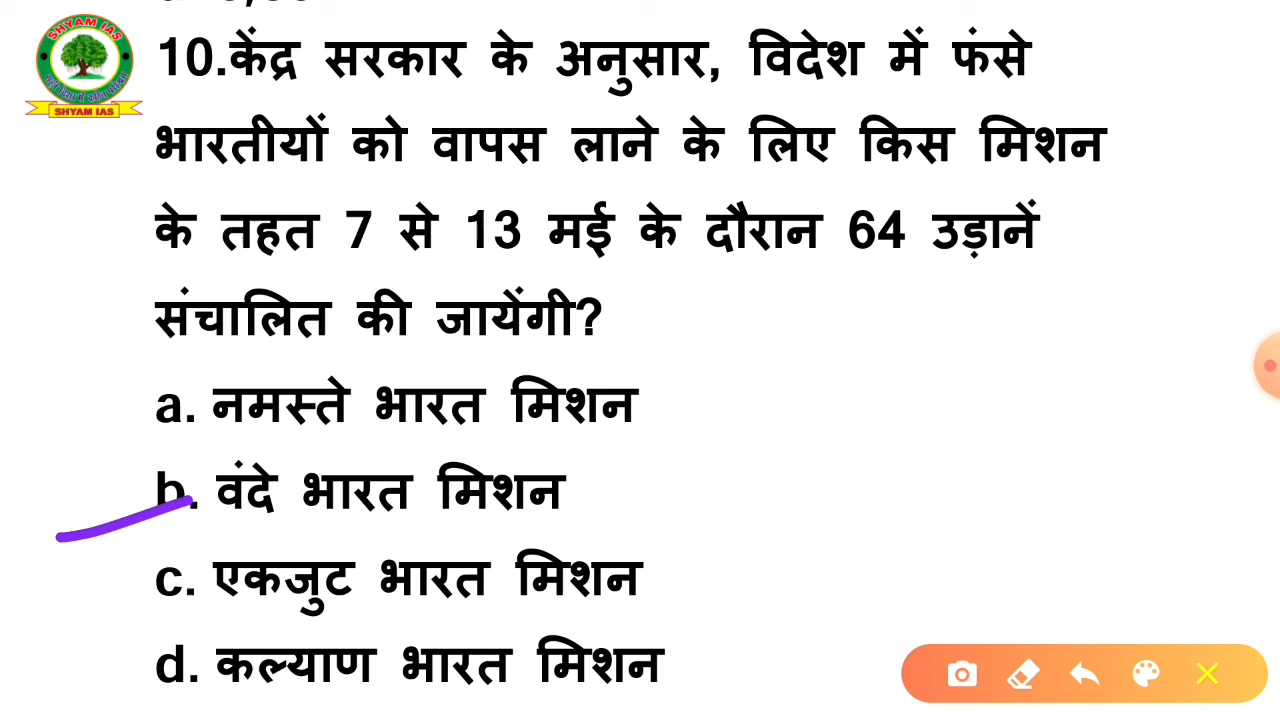 SHYAM IAS
SHYAM IAS
10.केंद्र सरकार के अनुसार, विदेश में फंसे
भारतीयों को वापस लाने के लिए किस मिशन
के तहत 7 से 13 मई के दौरान 64 उड़ानें
संचालित की जायेंगी?
a. नमस्ते भारत मिशन
b. वंदे भारत मिशन
c. एकजुट भारत मिशन
d. कल्याण भारत मिशन